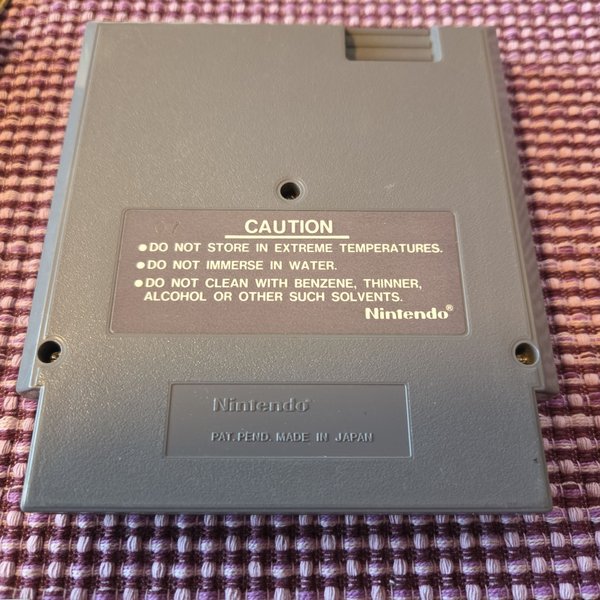 CAUTION
●DO NOT STORE IN EXTREME TEMPERATURES.
●DO NOT IMMERSE IN WATER.
●DO NOT CLEAN WITH BENZENE, THINNER,
ALCOHOL OR OTHER SUCH SOLVENTS.
Nintendo®
Nintendo®
PAT. PEND. MADE IN JAPAN